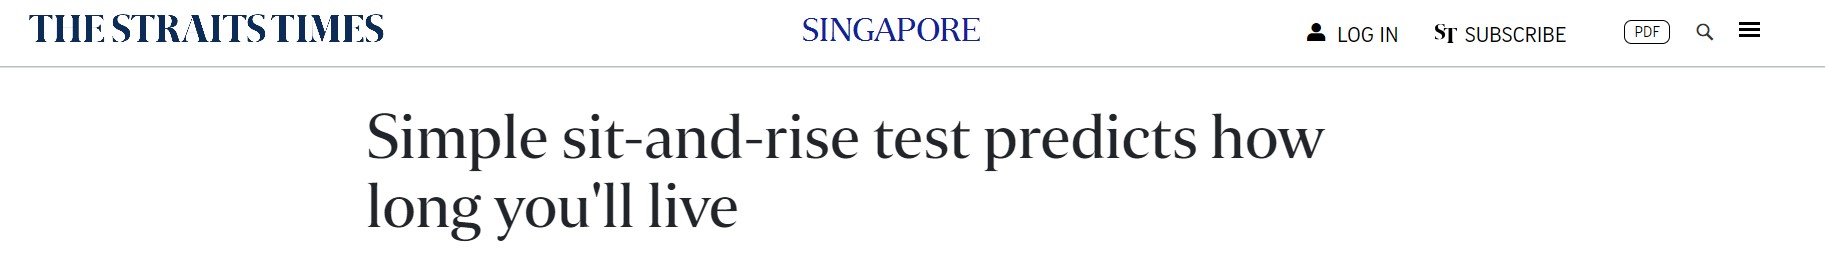 THE STRAITS TIMES
SINGAPORE
LOG IN
ST SUBSCRIBE
PDF
Simple sit-and-rise test predicts how
long you'll live